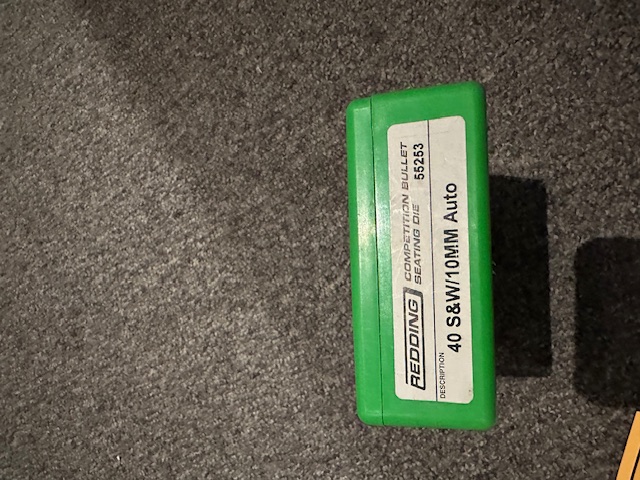 REDDING
COMPETITION BULLET
SEATING DIE 55253
DESCRIPTION
40 S&W/10MM Auto